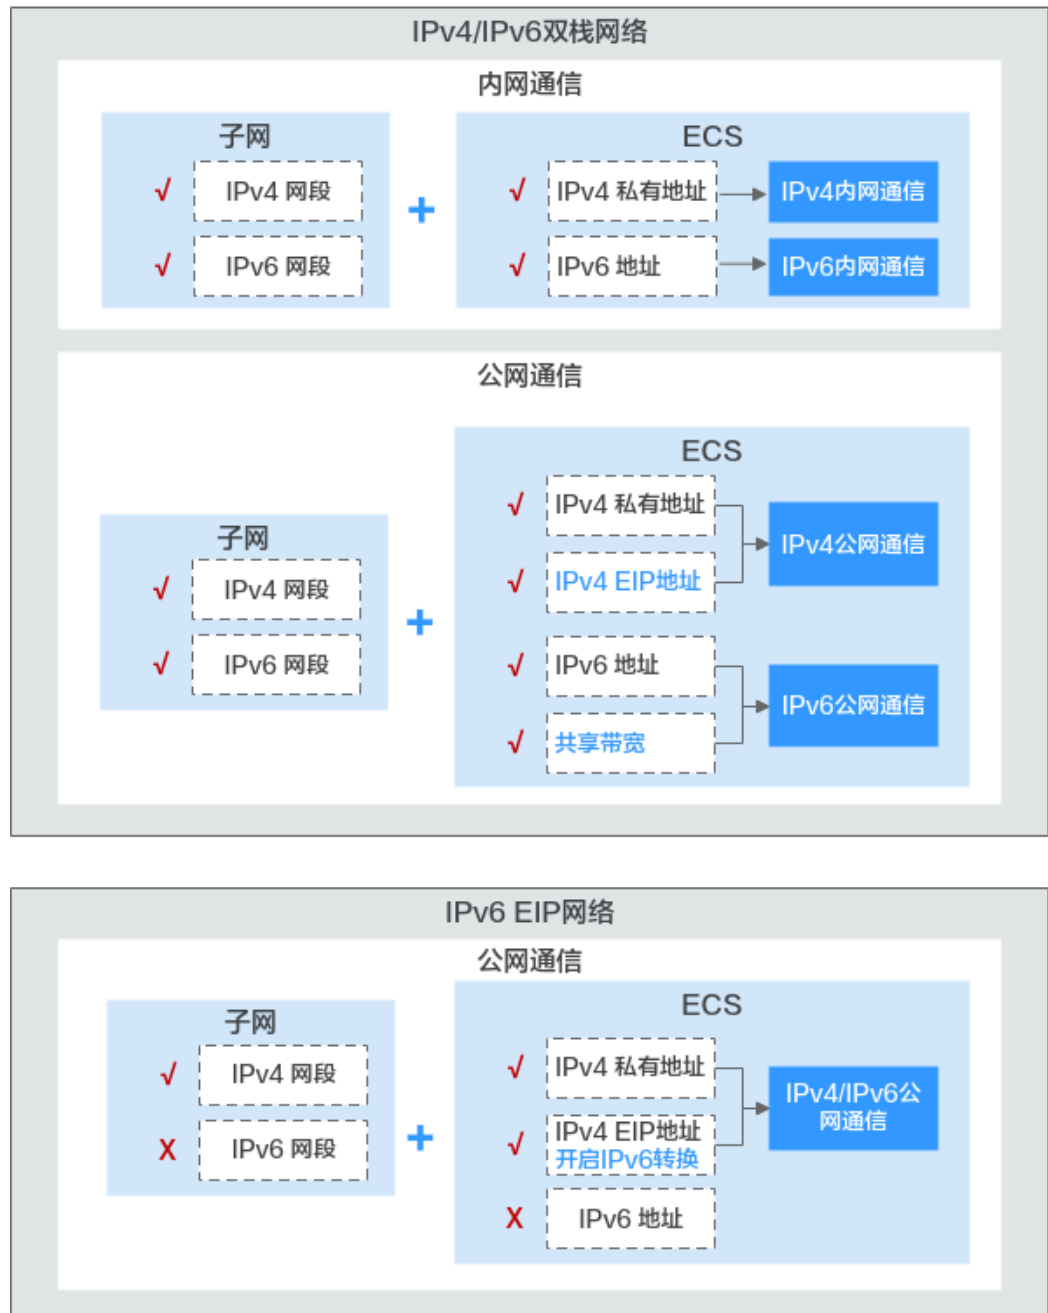 IPv4/IPv6双栈网络
内网通信
子网
√
IPv4 网段
√
IPv6 网段
+
ECS
√
IPv4 私有地址
IPv4内网通信
√
IPv6 地址
IPv6内网通信
公网通信
子网
√
IPv4 网段
√
IPv6 网段
+
ECS
√
IPv4 私有地址
√
IPv4 EIP地址
IPv4公网通信
√
IPv6 地址
√
共享带宽
IPv6公网通信
IPv6 EIP网络
公网通信
子网
√
IPv4 网段
X
IPv6 网段
+
ECS
√
IPv4 私有地址
√
IPv4 EIP地址
开启IPv6转换
IPv4/IPv6公
网通信
X
IPv6 地址